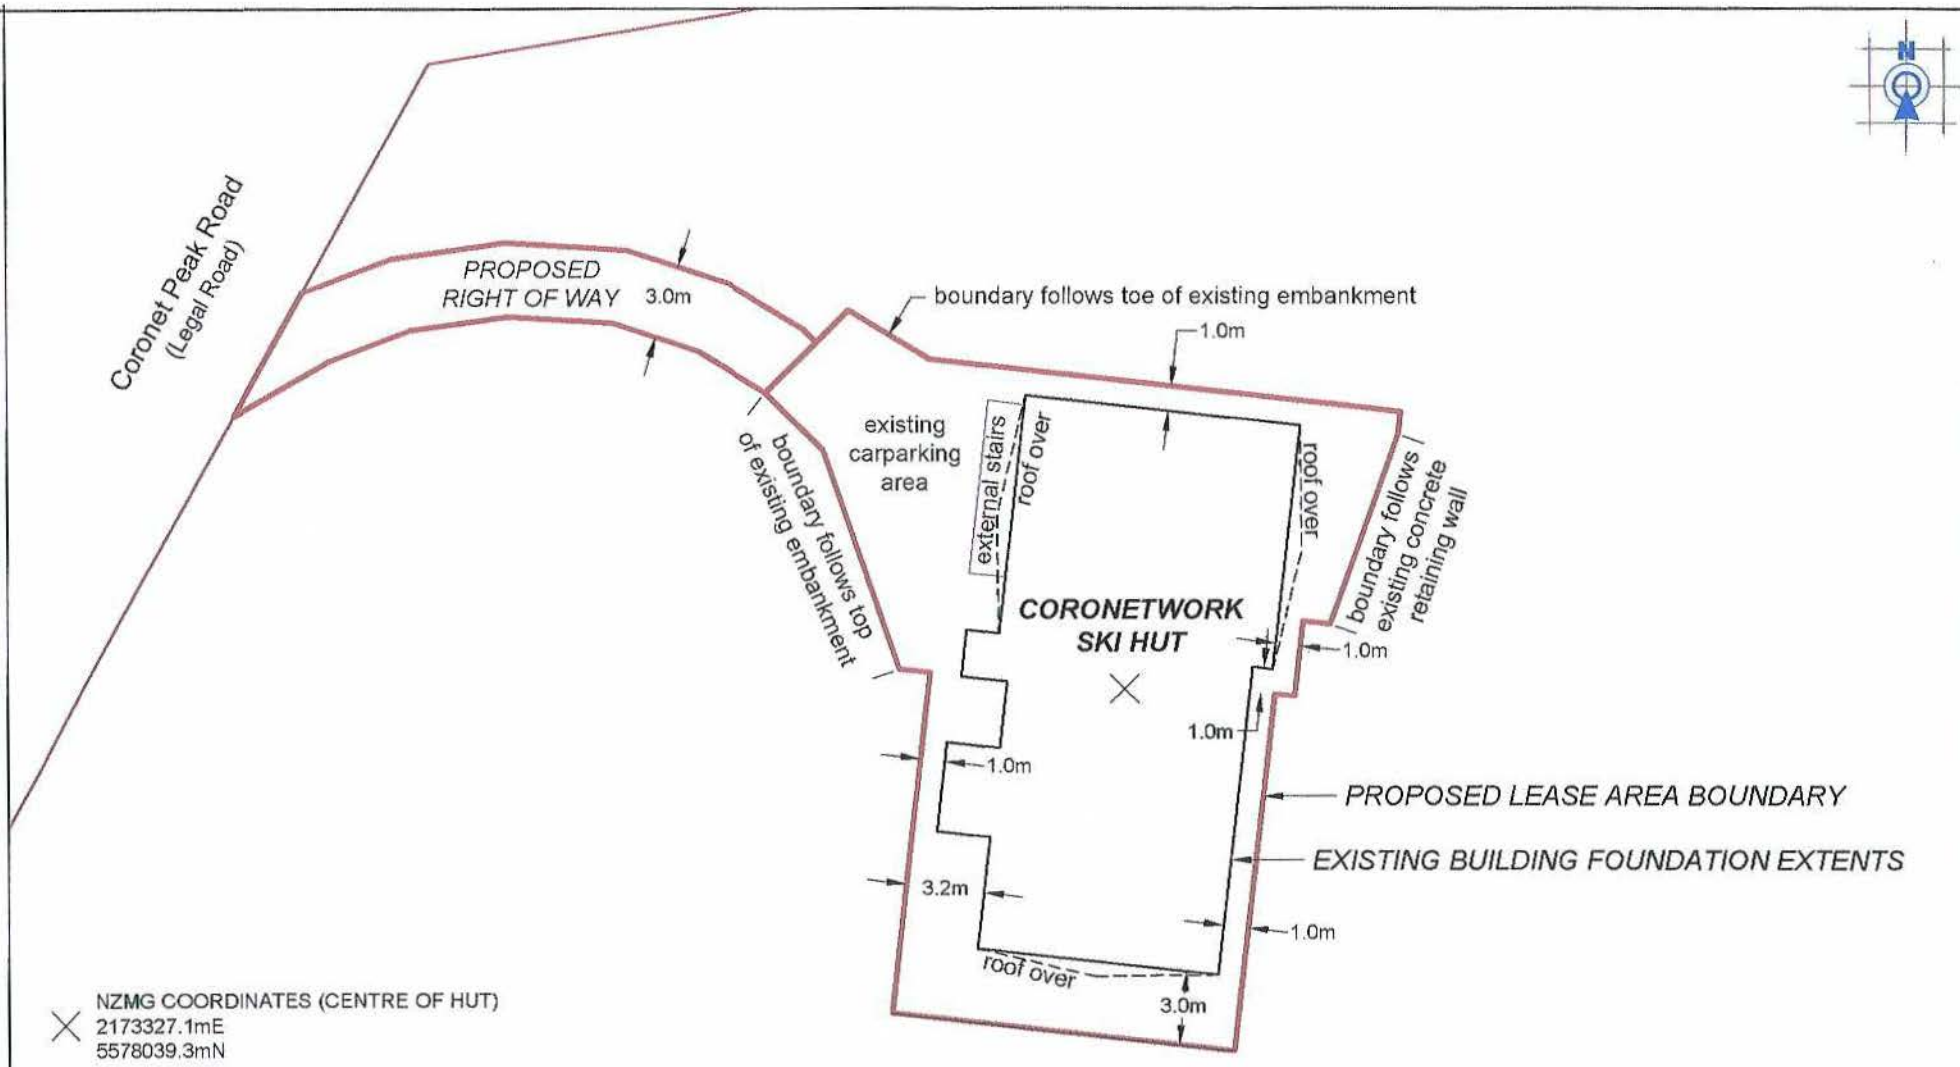 N
Coronet Peak Road
(Legal Road)
PROPOSED
RIGHT OF WAY
3.0m
boundary follows toe of existing embankment
1.0m
existing
carparking
area
external stairs
roof over
roof over
boundary follows
existing concrete
retaining wall
boundary follows top
of existing embankment
CORONETWORK
SKI HUT
1.0m
1.0m
1.0m
PROPOSED LEASE AREA BOUNDARY
EXISTING BUILDING FOUNDATION EXTENTS
3.2m
1.0m
roof over
3.0m
NZMG COORDINATES (CENTRE OF HUT)
2173327.1mE
5578039.3mN